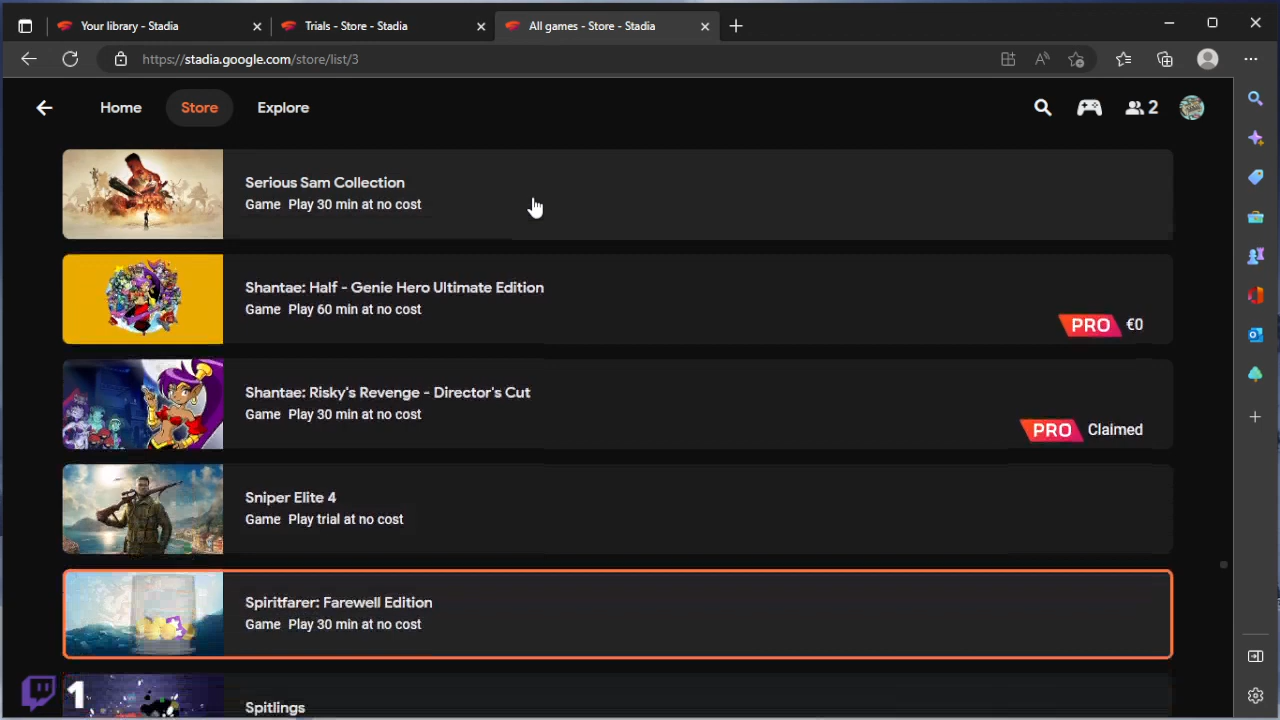 Your library - Stadia
Trials - Store - Stadia
All games - Store - Stadia
https://stadia.google.com/store/list/3
Home
Store
Explore
2
Serious Sam Collection
Game Play 30 min at no cost
Shantae: Half - Genie Hero Ultimate Edition
Game Play 60 min at no cost
PRO €0
Shantae: Risky's Revenge - Director's Cut
Game Play 30 min at no cost
PRO Claimed
Sniper Elite 4
Game Play trial at no cost
Spiritfarer: Farewell Edition
Game Play 30 min at no cost
1
Spitlings